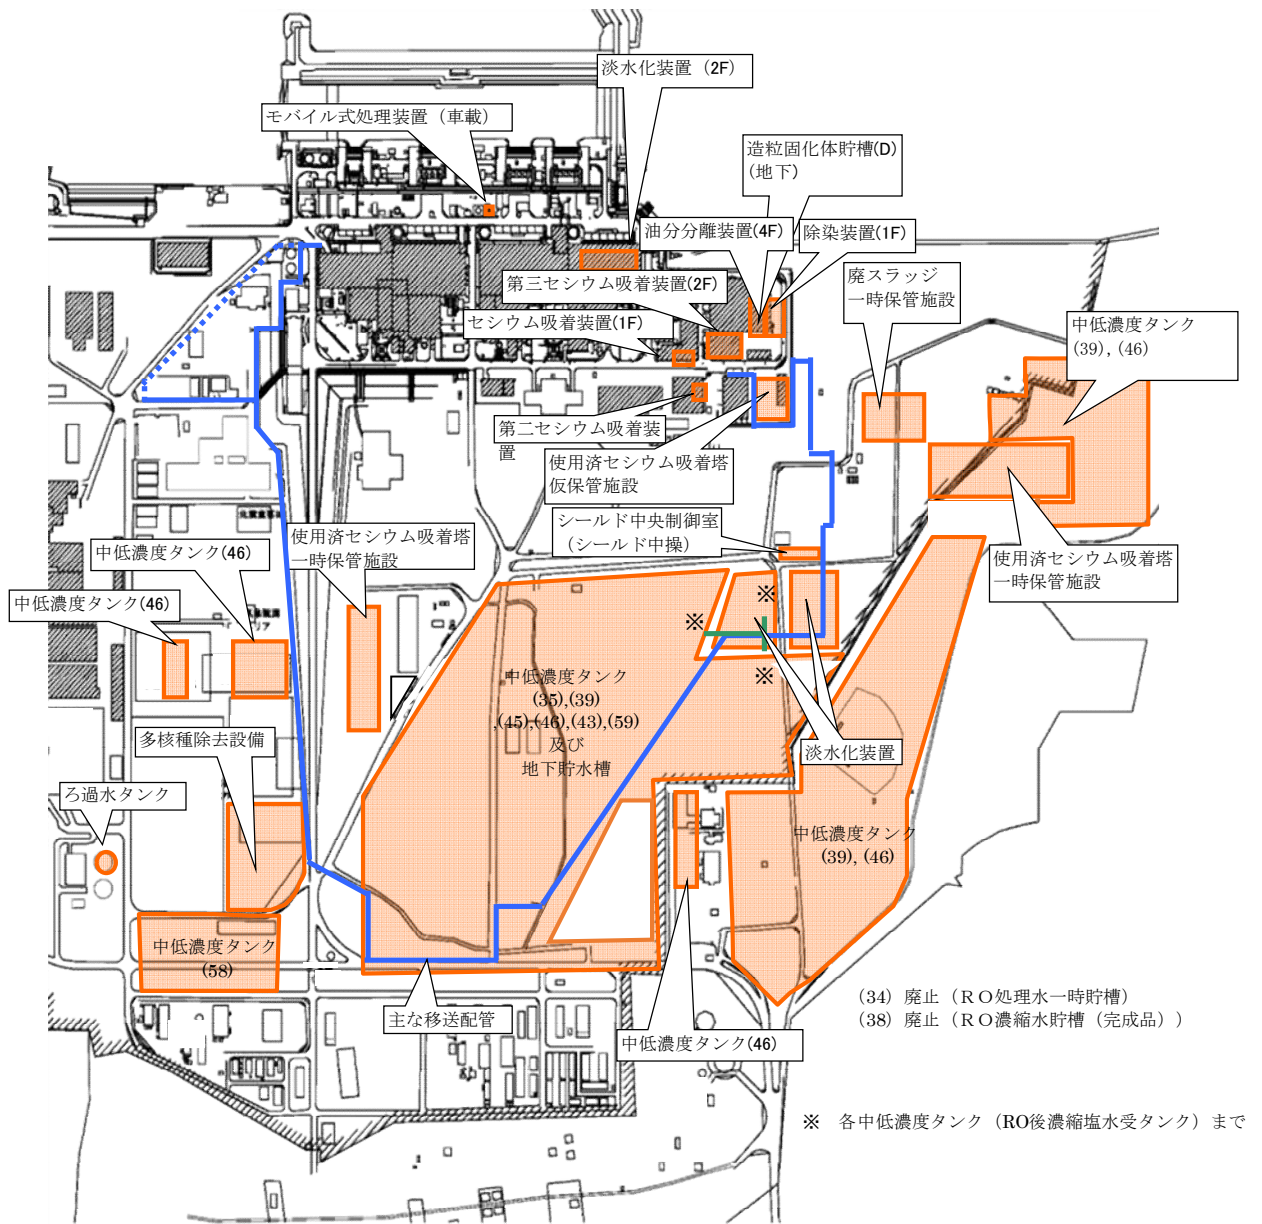 淡水化装置（2F）
モバイル式処理装置（車載）
造粒固化体貯槽(D)
(地下)
油分分離装置(4F)
除染装置(1F)
第三セシウム吸着装置(2F)
廃スラッジ
一時保管施設
セシウム吸着装置(1F)
中低濃度タンク
(39), (46)
第二セシウム吸着装
置
使用済セシウム吸着塔
仮保管施設
シールド中央制御室
（シールド中操）
使用済セシウム吸着塔
一時保管施設
使用済セシウム吸着塔
一時保管施設
中低濃度タンク(46)
中低濃度タンク(46)
※
※
※
中低濃度タンク
(35),(39)
,(45),(46),(43),(59)
及び
地下貯水槽
多核種除去設備
淡水化装置
ろ過水タンク
中低濃度タンク
(39), (46)
中低濃度タンク
(58)
主な移送配管
中低濃度タンク(46)
（34）廃止（ＲＯ処理水一時貯槽）
（38）廃止（ＲＯ濃縮水貯槽（完成品））
※　各中低濃度タンク（RO後濃縮塩水受タンク）まで